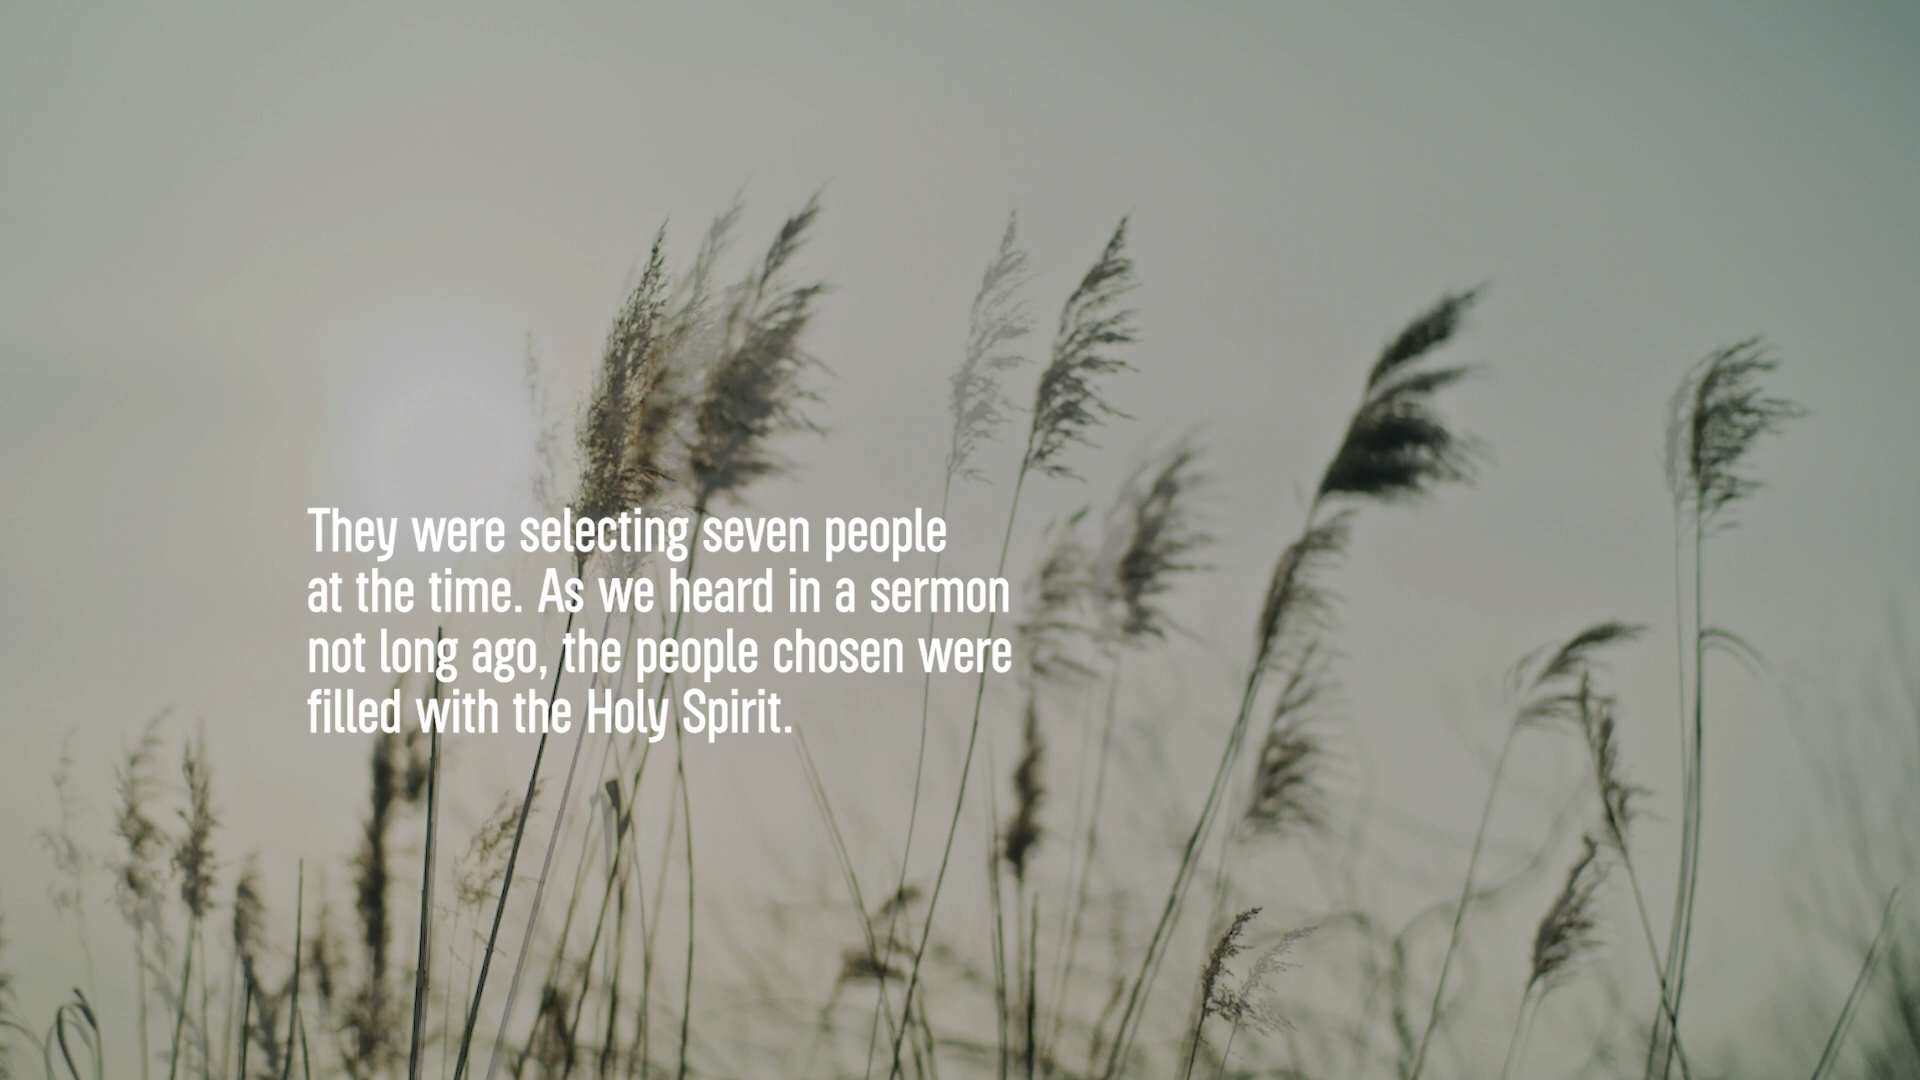 They were selecting seven people
at the time. As we heard in a sermon
not long ago, the people chosen were
filled with the Holy Spirit.